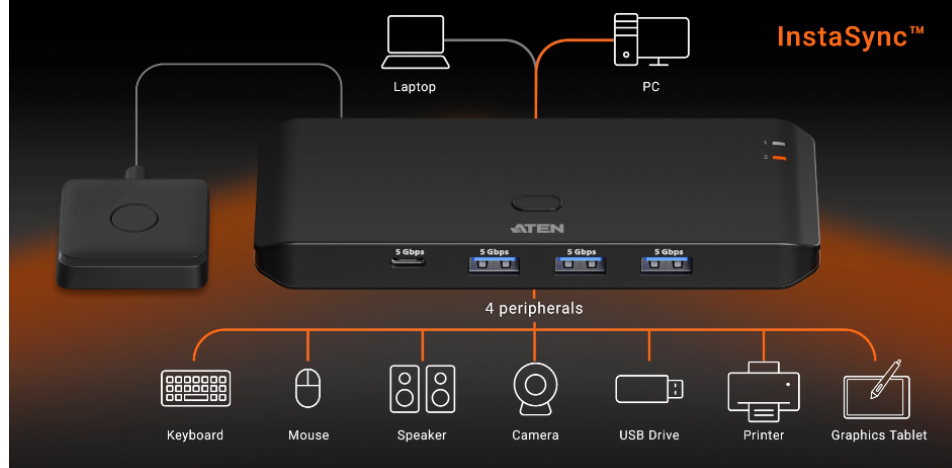 InstaSync™
Laptop
PC
1
2
ATEN
5 Gbps
5 Gbps
5 Gbps
5 Gbps
4 peripherals
Keyboard
Mouse
Speaker
Camera
USB Drive
Printer
Graphics Tablet